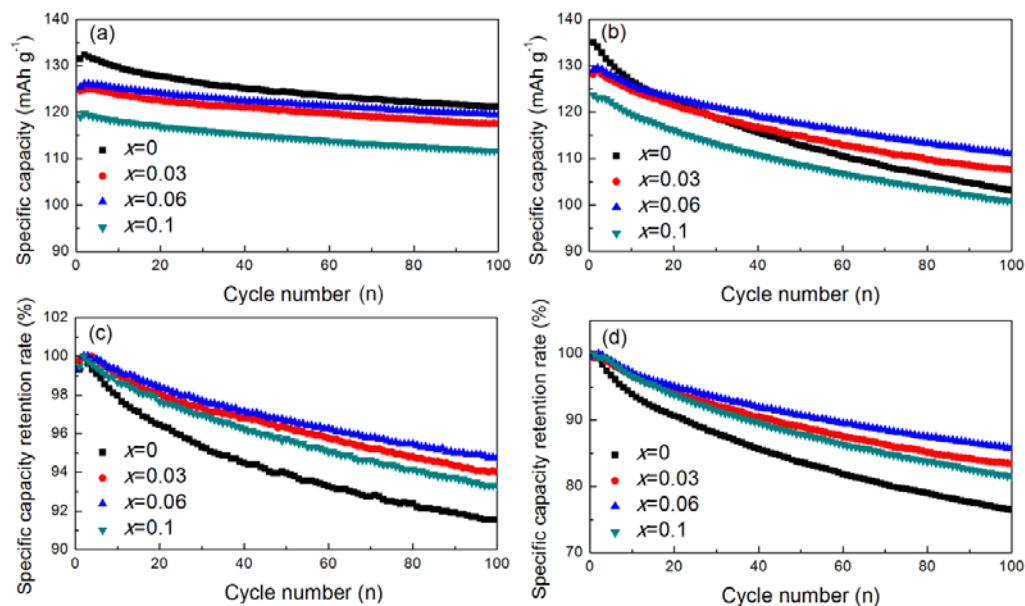 (a)
Specific capacity (mAh g⁻¹)
140
130
120
110
100
90
x=0
x=0.03
x=0.06
x=0.1
0 20 40 60 80 100
Cycle number (n)
(b)
Specific capacity (mAh g⁻¹)
140
130
120
110
100
90
x=0
x=0.03
x=0.06
x=0.1
0 20 40 60 80 100
Cycle number (n)
(c)
Specific capacity retention rate (%)
102
100
98
96
94
92
90
x=0
x=0.03
x=0.06
x=0.1
0 20 40 60 80 100
Cycle number (n)
(d)
Specific capacity retention rate (%)
100
90
80
70
x=0
x=0.03
x=0.06
x=0.1
0 20 40 60 80 100
Cycle number (n)